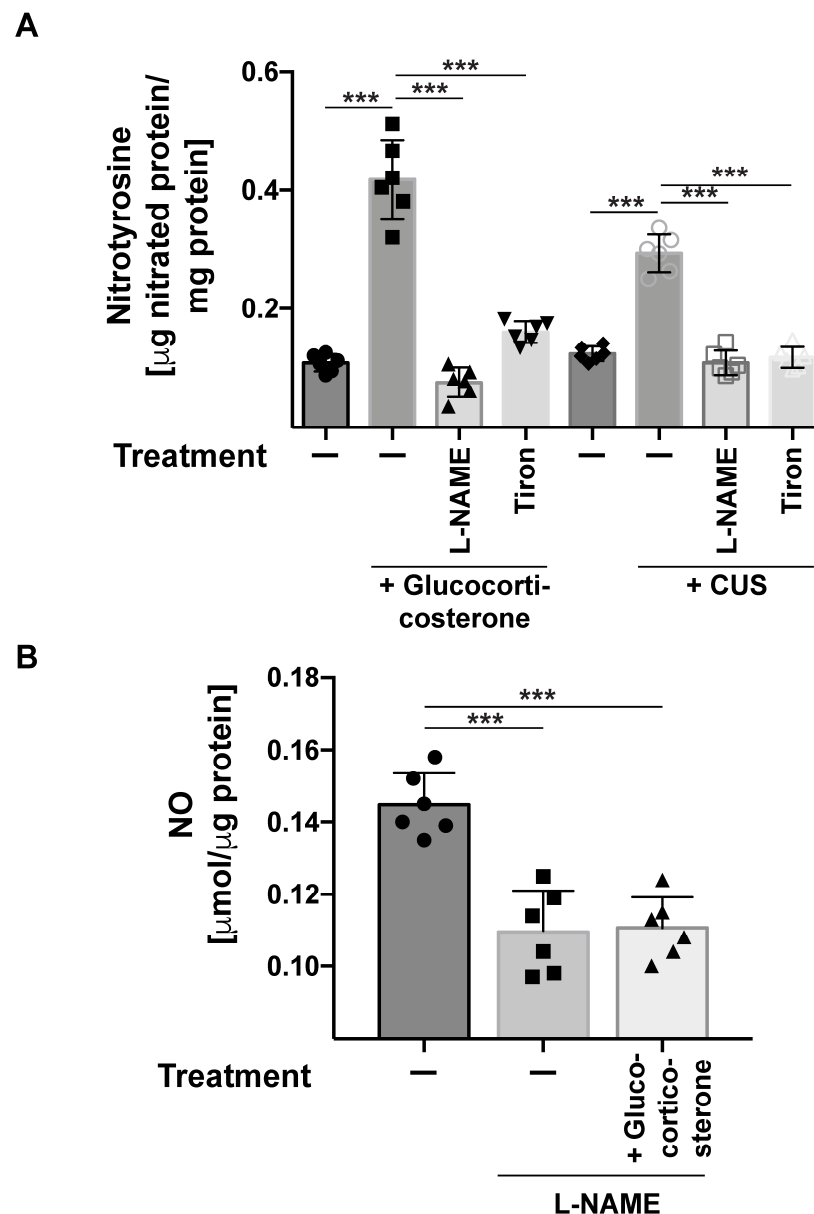 A
Nitrotyrosine
[µg nitrated protein/
mg protein]
0.6
0.4
0.2
***
***
***
***
***
***
Treatment
–
–
L-NAME
Tiron
–
–
L-NAME
Tiron
+ Glucocorti-
costerone
+ CUS
B
NO
[µmol/µg protein]
0.18
0.16
0.14
0.12
0.10
***
***
Treatment
–
–
+ Gluco-
cortico-
sterone
L-NAME